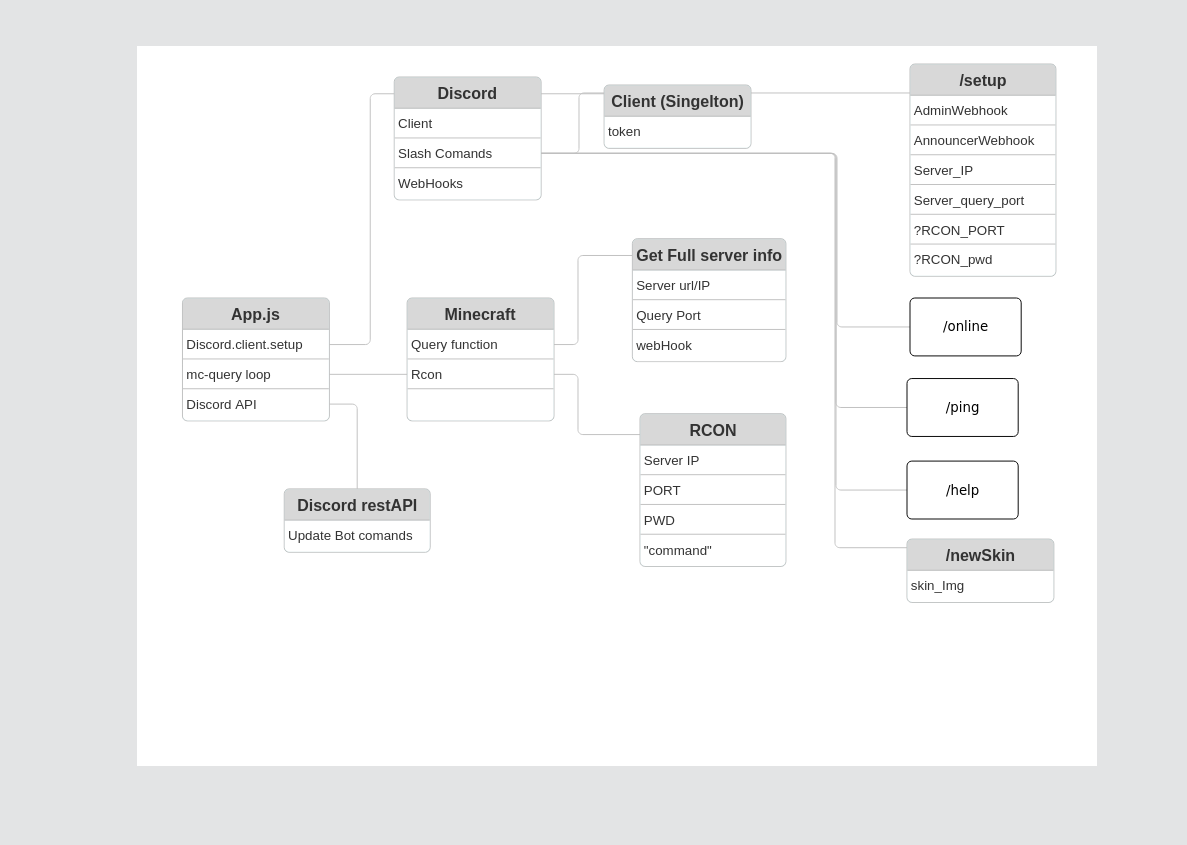 Discord
Client
Slash Comands
WebHooks
Client (Singelton)
token
/setup
AdminWebhook
AnnouncerWebhook
Server_IP
Server_query_port
?RCON_PORT
?RCON_pwd
App.js
Discord.client.setup
mc-query loop
Discord API
Minecraft
Query function
Rcon
Get Full server info
Server url/IP
Query Port
webHook
RCON
Server IP
PORT
PWD
"command"
Discord restAPI
Update Bot comands
/online
/ping
/help
/newSkin
skin_Img